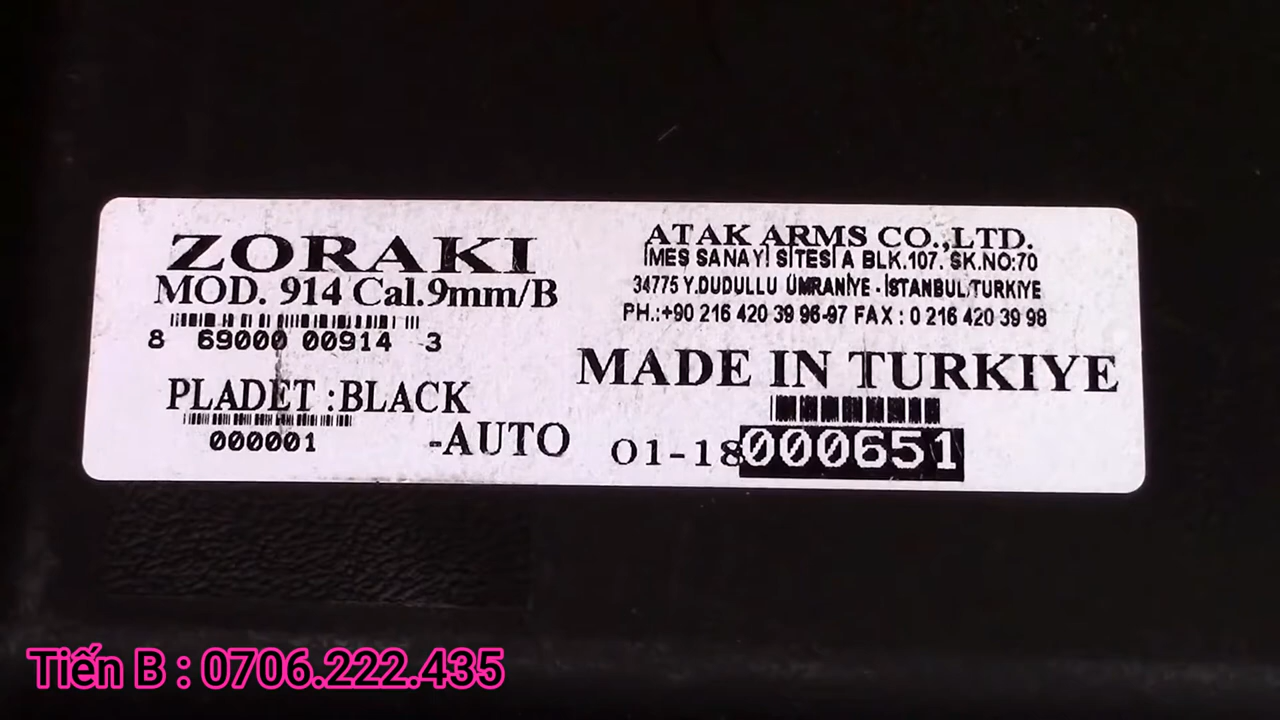 ZORAKI
MOD. 914 Cal.9mm/B
8 69000 00914 3
PLADET :BLACK
000001
-AUTO
ATAK ARMS CO.,LTD.
İMES SANAYİ SİTESİ A BLK.107. SK.NO:70
34775 Y.DUDULLU ÜMRANİYE - İSTANBUL/TURKIYE
PH.:+90 216 420 39 96-97 FAX : 0 216 420 39 98
MADE IN TURKIYE
01-18 000651
Tiến B : 0706.222.435